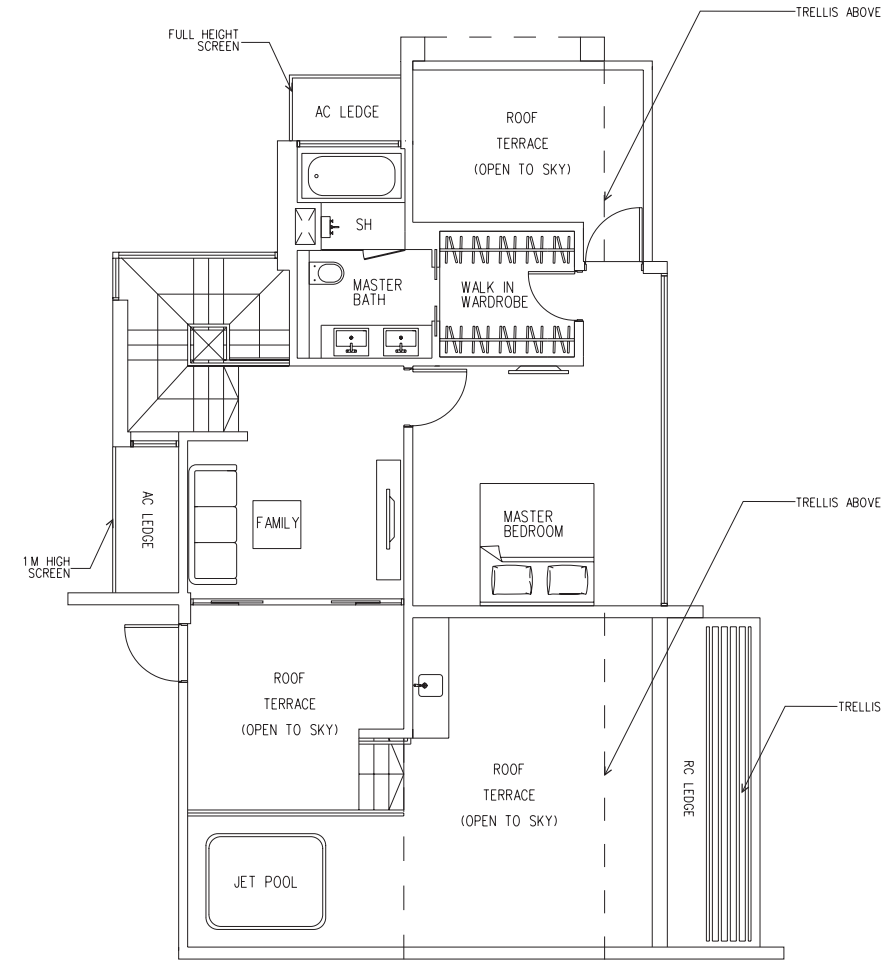 TRELLIS ABOVE
FULL HEIGHT
SCREEN
AC LEDGE
ROOF
TERRACE
(OPEN TO SKY)
SH
MASTER
BATH
WALK IN
WARDROBE
AC LEDGE
FAMILY
MASTER
BEDROOM
TRELLIS ABOVE
1 M HIGH
SCREEN
ROOF
TERRACE
(OPEN TO SKY)
TRELLIS
ROOF
TERRACE
(OPEN TO SKY)
RC LEDGE
JET POOL